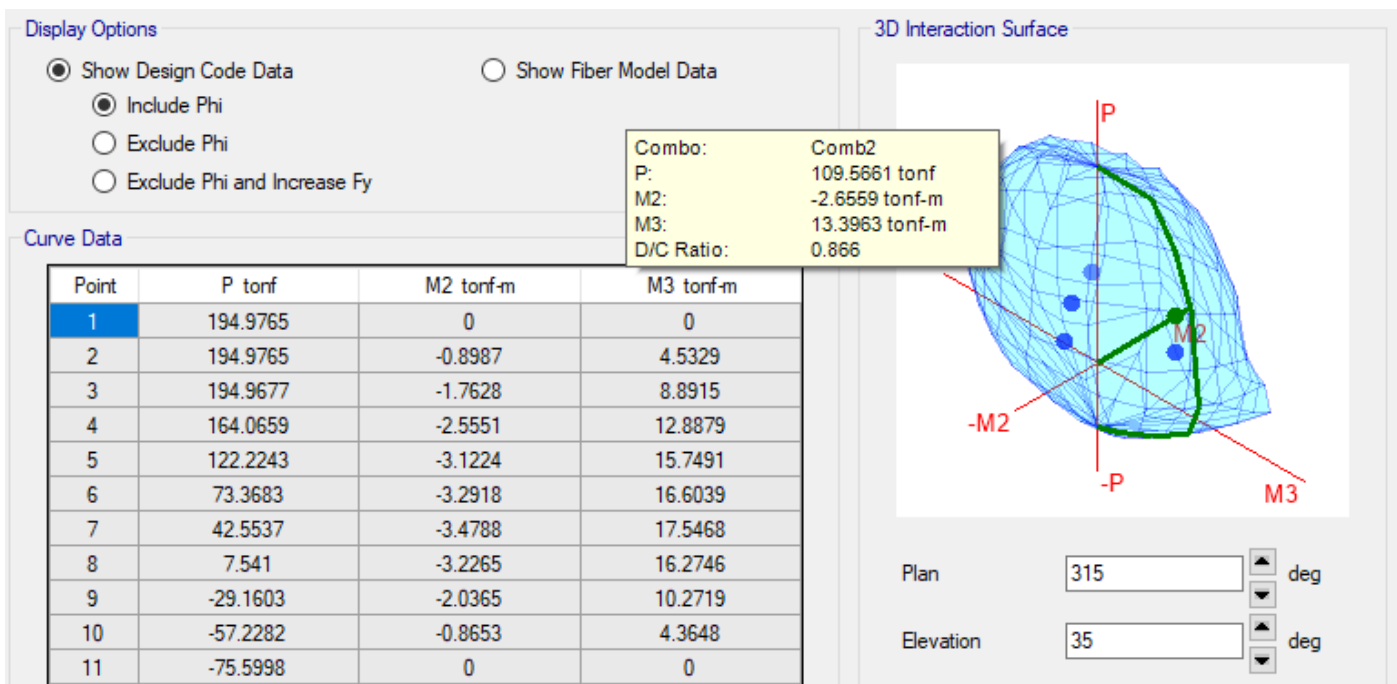 Display Options
Show Design Code Data
Show Fiber Model Data
Include Phi
Exclude Phi
Exclude Phi and Increase Fy
Combo: Comb2
P: 109.5661 tonf
M2: -2.6559 tonf-m
M3: 13.3963 tonf-m
D/C Ratio: 0.866
Curve Data
Point P tonf M2 tonf-m M3 tonf-m
1 194.9765 0 0
2 194.9765 -0.8987 4.5329
3 194.9677 -1.7628 8.8915
4 164.0659 -2.5551 12.8879
5 122.2243 -3.1224 15.7491
6 73.3683 -3.2918 16.6039
7 42.5537 -3.4788 17.5468
8 7.541 -3.2265 16.2746
9 -29.1603 -2.0365 10.2719
10 -57.2282 -0.8653 4.3648
11 -75.5998 0 0
3D Interaction Surface
P
M2
-M2
-P
M3
Plan 315 deg
Elevation 35 deg